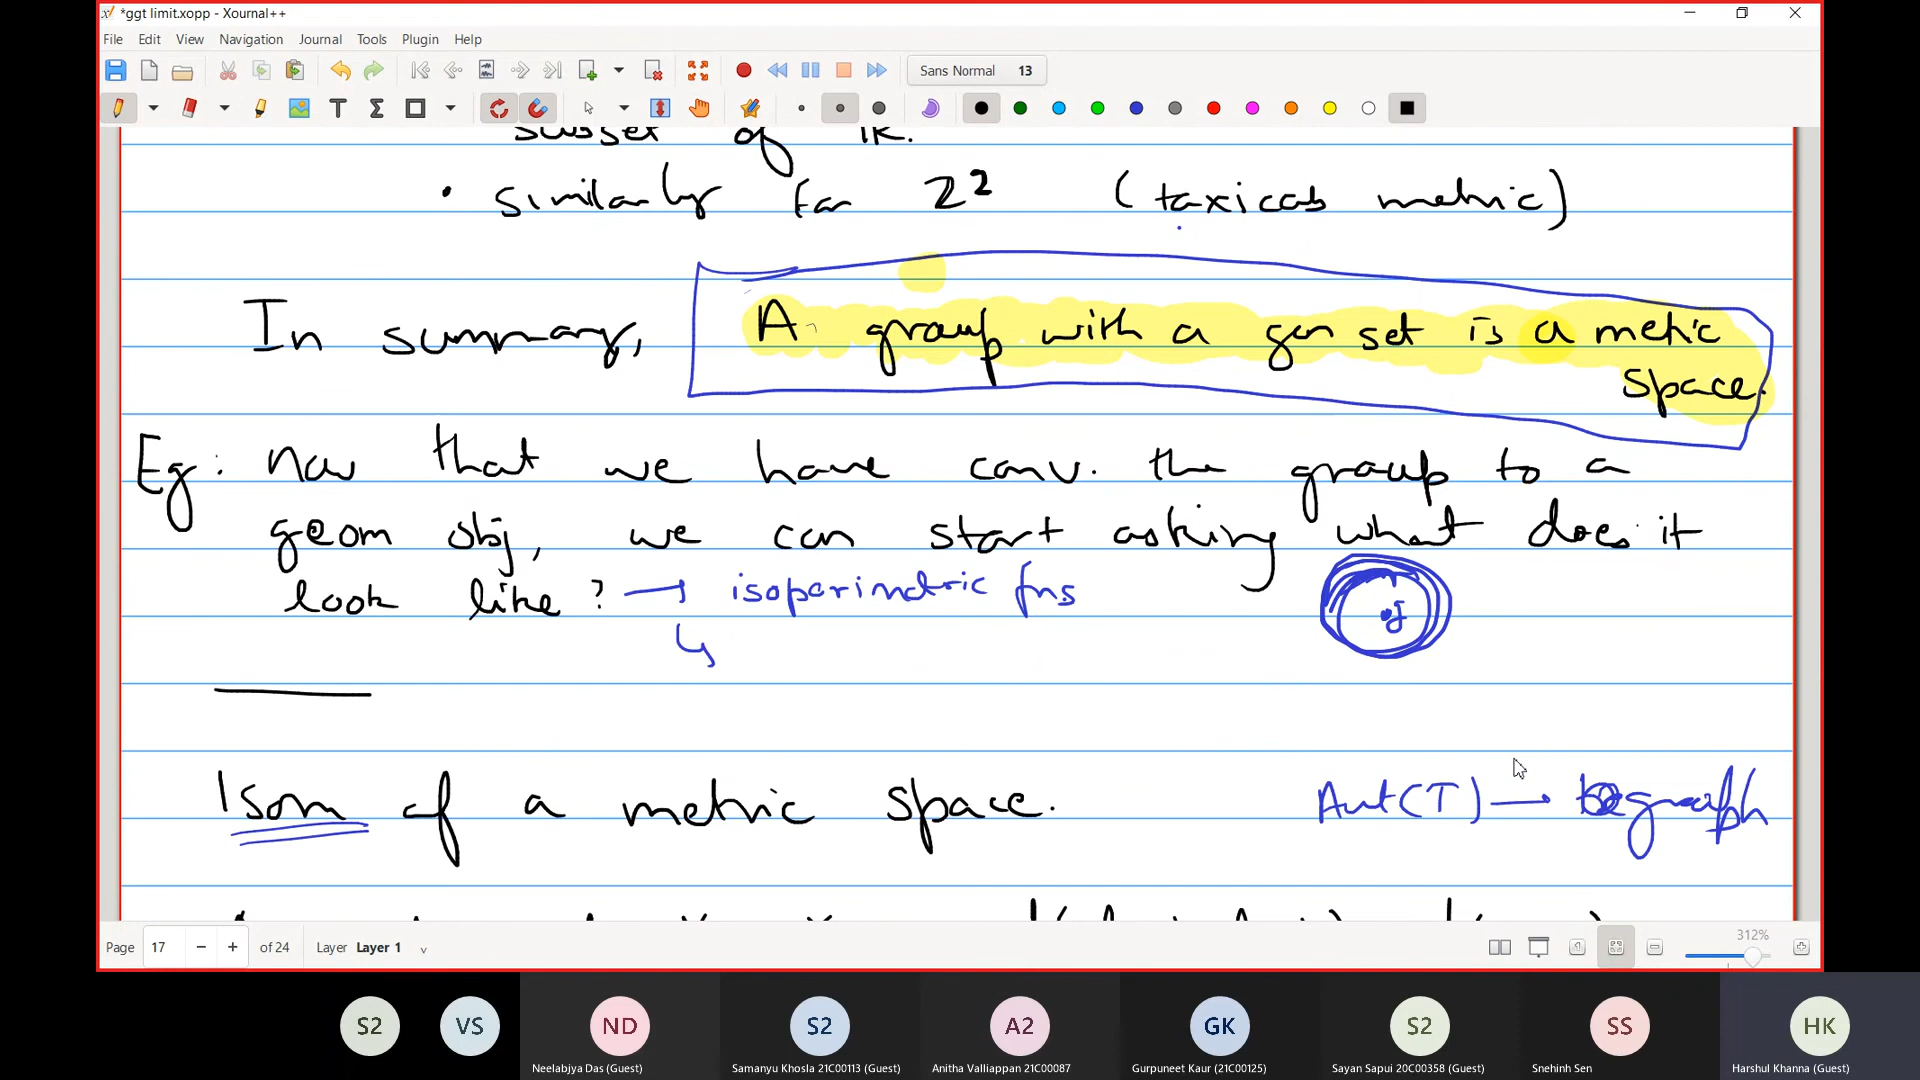 *ggt limit.xopp - Xournal++
File Edit View Navigation Journal Tools Plugin Help
Sans Normal 13
subset of IR.
• similarly for Z² (taxicab metric)
In summary, A group with a gen set is a metic
space.
Eg: Now that we have conv. the group to a
geom obj, we can start asking what does it
look like? → isoperimetric fns
Isom of a metric space. Aut(T) → graph
Page 17 of 24 Layer Layer 1 312%
S2 VS ND S2 A2 GK S2 SS HK
Neelabjya Das (Guest) Samanyu Khosla 21C00113 (Guest) Anitha Valliappan 21C00087 Gurpuneet Kaur (21C00125) Sayan Sapui 20C00358 (Guest) Snehinh Sen Harshul Khanna (Guest)